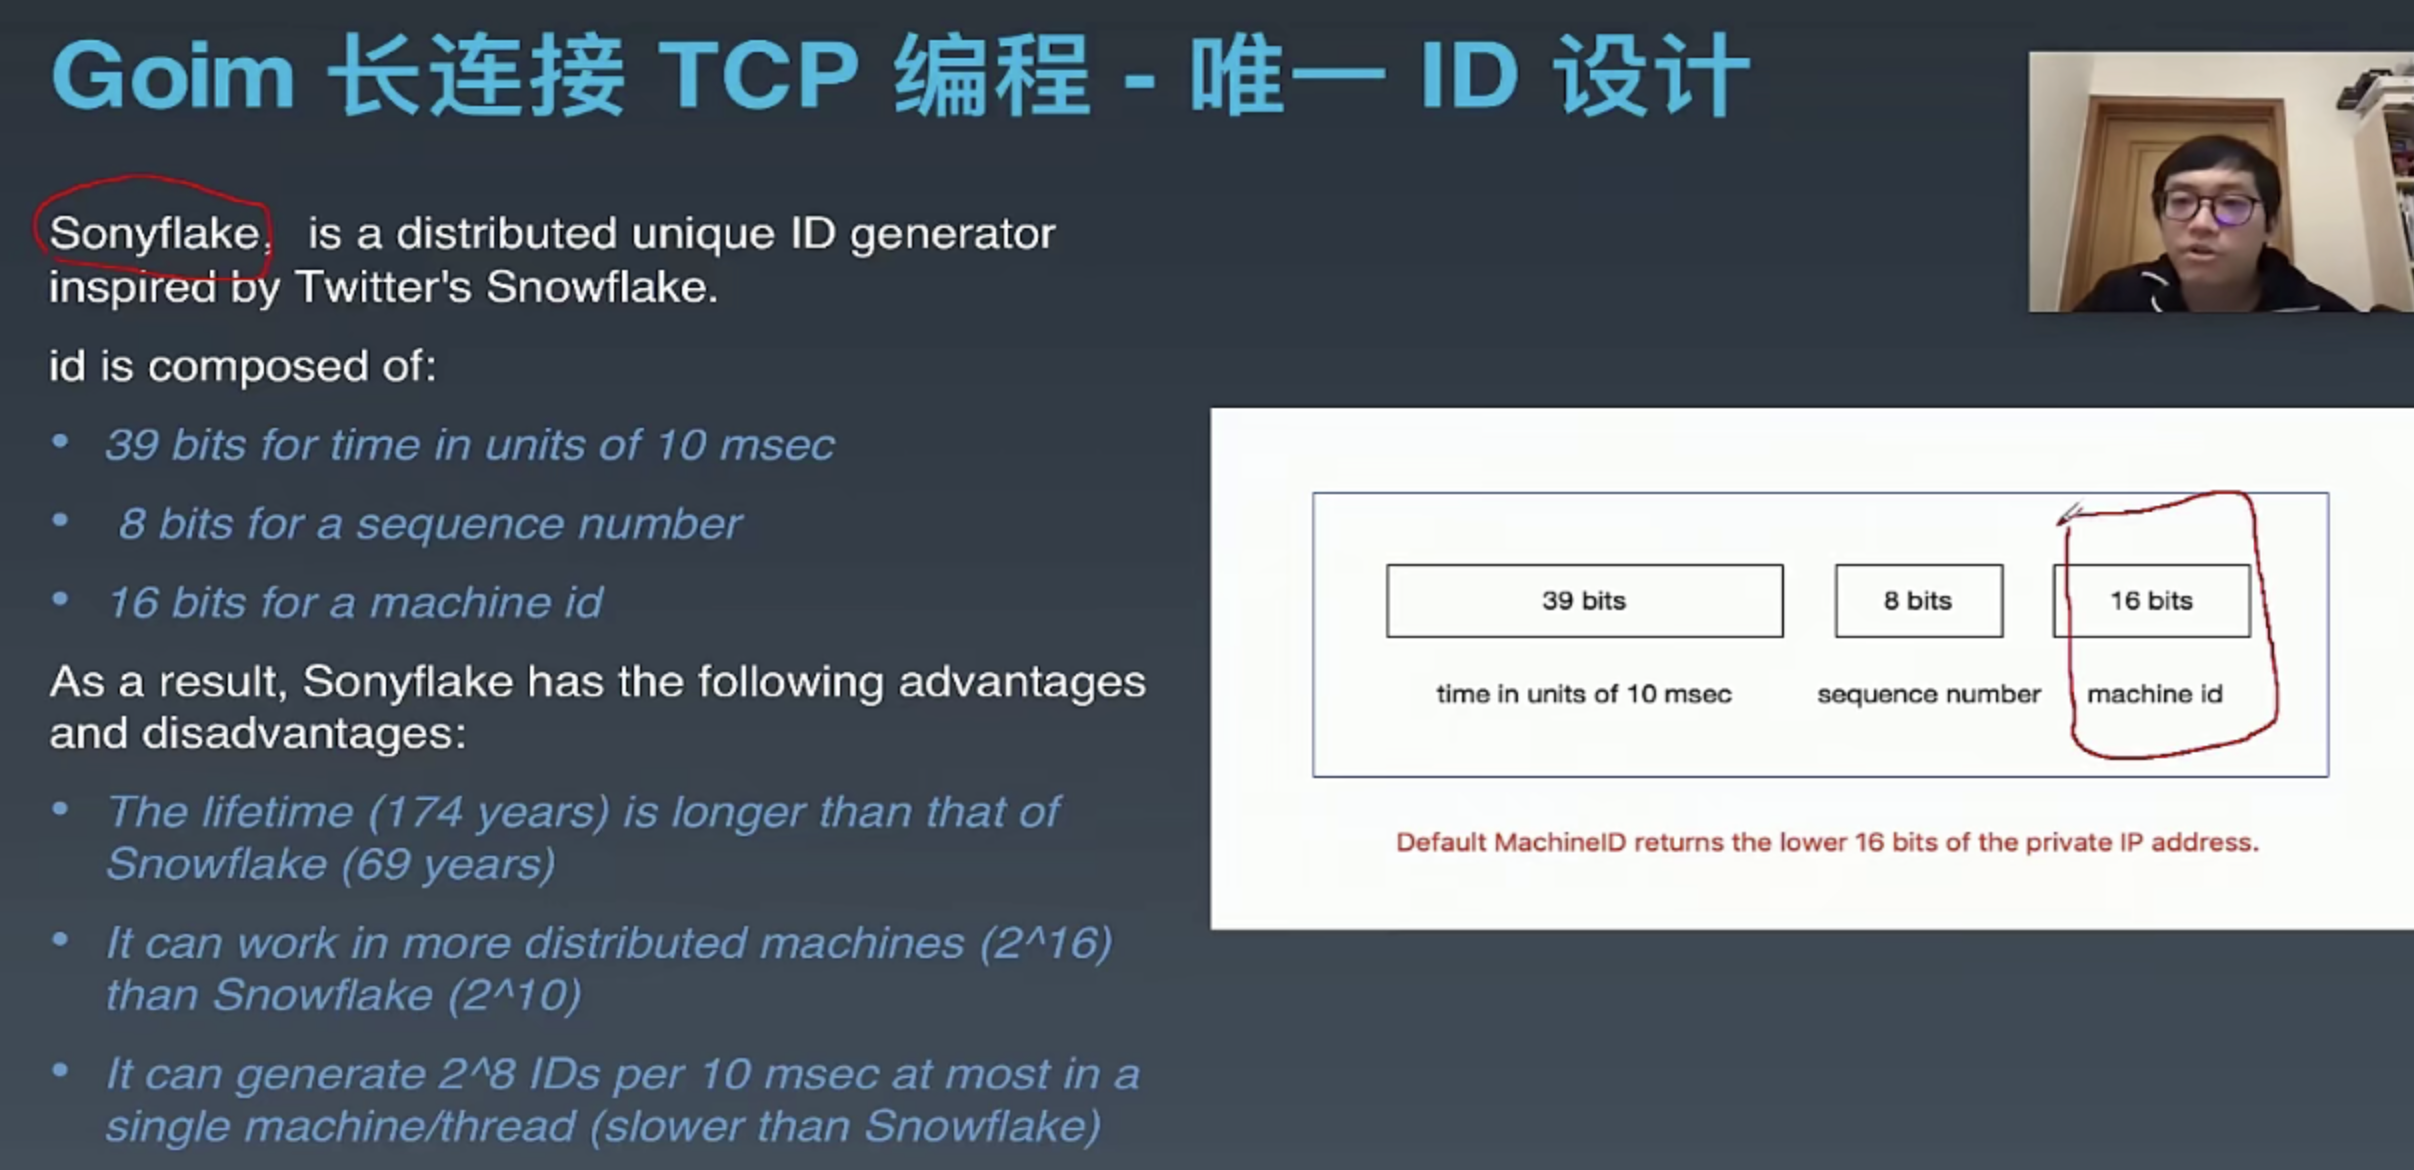 Goim 长连接 TCP 编程 - 唯一 ID 设计
Sonyflake,   is a distributed unique ID generator
inspired by Twitter's Snowflake.
id is composed of:
• 39 bits for time in units of 10 msec
• 8 bits for a sequence number
• 16 bits for a machine id
As a result, Sonyflake has the following advantages
and disadvantages:
• The lifetime (174 years) is longer than that of
Snowflake (69 years)
• It can work in more distributed machines (2^16)
than Snowflake (2^10)
• It can generate 2^8 IDs per 10 msec at most in a
single machine/thread (slower than Snowflake)
39 bits
8 bits
16 bits
time in units of 10 msec
sequence number
machine id
Default MachineID returns the lower 16 bits of the private IP address.